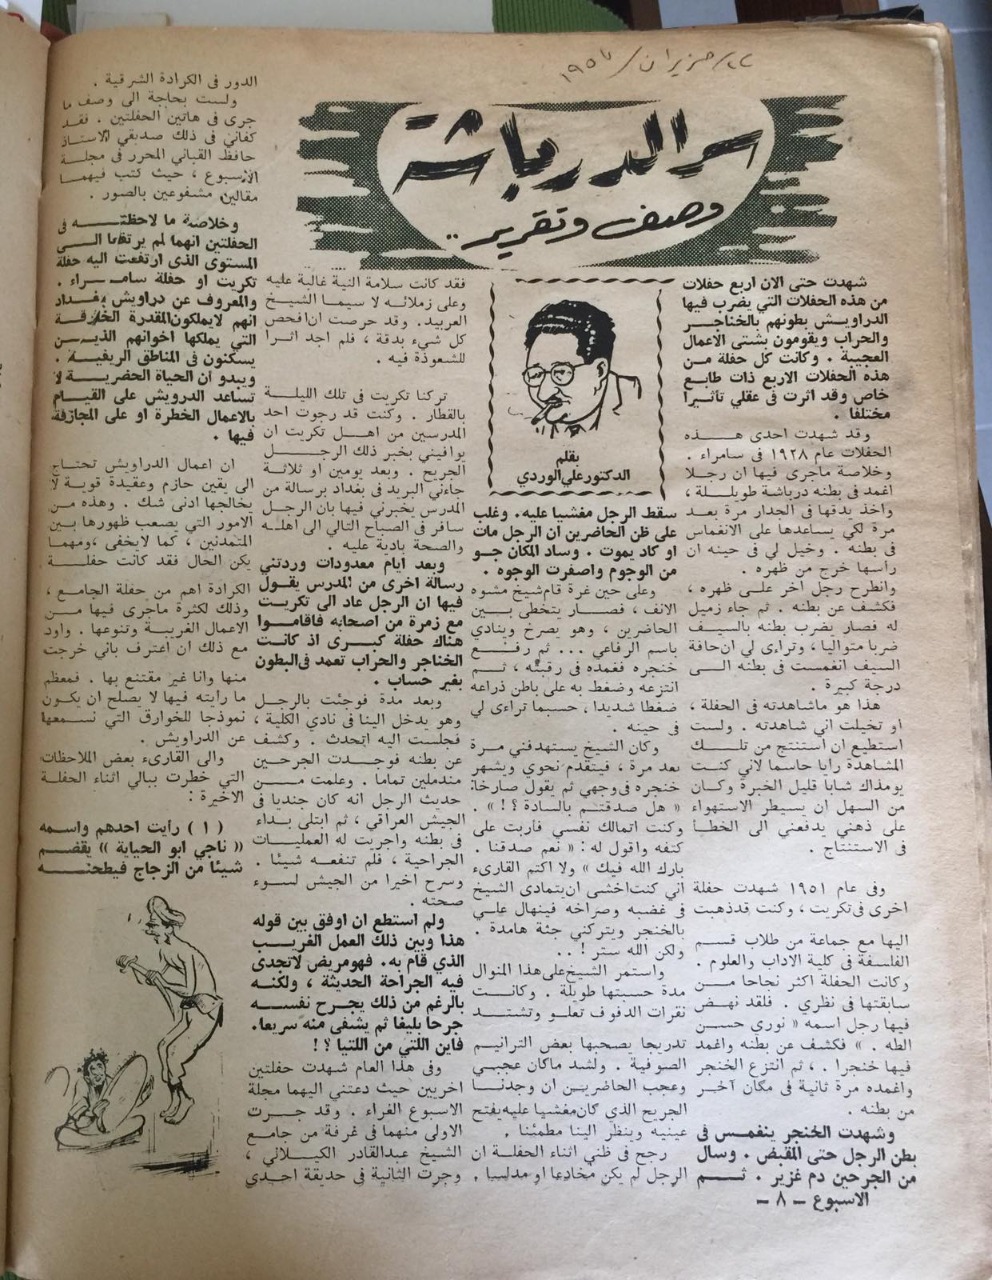 سر الدرباشة
وصف وتقرير ..
شهدت حتى الان اربع حفلات
من هذه الحفلات التي يضرب فيها
الدراويش بطونهم بالخناجر
والحراب ويقومون بشتى الاعمال
العجيبة . وكانت كل حفلة من
هذه الحفلات الاربع ذات طابع
خاص وقد اثرت في عقلي تأثيرا
مختلفا .
وقد شهدت احدى هذه
الحفلات عام ١٩٢٨ في سامراء .
وخلاصة ماجرى فيها ان رجلا
اغمد في بطنه درباشة طويلة ،
واخذ يدقها في الجدار مرة بعد
مرة لكي يساعدها على الانغماس
في بطنه . وخيل لي في حينه ان
رأسها خرج من ظهره .
وانطرح رجل آخر على ظهره ،
فكشف عن بطنه . ثم جاء زميل
له فصار يضرب بطنه بالسيف
ضربا متواليا ، وتراءى لي ان حافة
السيف انغمست في بطنه الى
درجة كبيرة .
هذا هو ماشاهدته في الحفلة ،
او تخيلت اني شاهدته . ولست
استطيع ان استنتج من تلك
المشاهدة رايا حاسما لاني كنت
يومذاك شابا قليل الخبرة وكان
من السهل ان يسيطر الاستهواء
على ذهني يدفعني الى الخطأ
في الاستنتاج .
وفى عام ١٩٥١ شهدت حفلة
اخرى في تكريت ، وكنت قد ذهبت
اليها مع جماعة من طلاب قسم
الفلسفة في كلية الاداب والعلوم .
وكانت الحفلة اكثر نجاحا من
سابقتها في نظري . فلقد نهض
فيها رجل اسمه « نوري حسن
الطه . » فكشف عن بطنه واغمد
فيها خنجرا . . ثم انتزع الخنجر
واغمده مرة ثانية في مكان آخر
من بطنه .
وشهدت الخنجر ينغمس في
بطن الرجل حتى المقبض . وسال
من الجرحين دم غزير . ثم
بقلم
الدكتور علي الوردي
سقط الرجل مغشيا عليه. وغلب
على ظن الحاضرين ان الرجل مات
او كاد يموت . وساد المكان جو
من الوجوم واصفرت الوجوه .
وعلى حين غرة قام شيخ مشوه
الانف ، فصار يتخطى بين
الحاضرين ، وهو يصرخ وينادي
باسم الرفاعي ... ثم رفع
خنجره فغمده في رقبته ، ثم
انتزعه وضغط به على باطن ذراعه
ضغطا شديدا ، حسبما تراءى لي
في حينه .
وكان الشيخ يستهدفني مرة
بعد مرة ، فيتقدم نحوي ويشهر
خنجره في وجهي ثم يقول صارخا:
« هل صدقتم بالسادة ؟ ! » .
وكنت اتمالك نفسي فأربت على
كتفه واقول له : « نعم صدقنا .
بارك الله فيك » ولا اكتم القارىء
اني كنت اخشى ان يتمادى الشيخ
في غضبه وصراخه فينهال علي
بالخنجر ويتركني جثة هامدة .
ولكن الله ستر ! ..
واستمر الشيخ على هذا المنوال
مدة حسبتها طويلة . وكانت
نقرات الدفوف تعلو وتشتد
تدريجا يصحبها بعض الترانيم
الصوفية . ولشد ماكان عجبي
وعجب الحاضرين ان وجدنا
الجريح الذي كان مغشيا عليه يفتح
عينيه وينظر الينا مطمئنا .
رجح في ظني اثناء الحفلة ان
الرجل لم يكن مخادعا او مدلسا .
فقد كانت سلامة النية غالبة عليه
وعلى زملائه لا سيما الشيخ
العربيد. وقد حرصت ان افحص
كل شيء بدقة ، فلم اجد اثرا
للشعوذة فيه .
تركنا تكريت في تلك الليلة
بالقطار . وكنت قد رجوت احد
المدرسين من اهل تكريت ان
يوافيني بخبر ذلك الرجل
الجريح . وبعد يومين او ثلاثة
جاءني البريد في بغداد برسالة من
المدرس يخبرني فيها بان الرجل
سافر في الصباح التالي الى اهله
والصحة بادية عليه .
وبعد ايام معدودات وردتني
رسالة اخرى من المدرس يقول
فيها ان الرجل عاد الى تكريت
مع زمرة من اصحابه فاقاموا
هناك حفلة كبرى اذ كانت
الخناجر والحراب تغمد في البطون
بغير حساب .
وبعد مدة فوجئت بالرجل
وهو يدخل الينا في نادي الكلية ،
فجلست اليه اتحدث . وكشف
عن بطنه فوجدت الجرحين
مندملين تماما . وعلمت من
حديث الرجل انه كان جنديا في
الجيش العراقي ، ثم ابتلى بداء
في بطنه واجريت له العمليات
الجراحية ، فلم تنفعه شيئا .
وسرح اخيرا من الجيش لسوء
صحته .
ولم استطع ان اوفق بين قوله
هذا وبين ذلك العمل الغريب
الذي قام به. فهو مريض لاتجدى
فيه الجراحة الحديثة ، ولكنه
بالرغم من ذلك يجرح نفسه
جرحا بليغا ثم يشفى منه سريعا.
فاين اللتي من اللتيا ؟ !
وفى هذا العام شهدت حفلتين
اخريين حيث دعتني اليهما مجلة
الاسبوع الغراء . وقد جرت
الاولى منهما في غرفة من جامع
الشيخ عبدالقادر الكيلاني ،
وجرت الثانية في حديقة احدى
الدور في الكرادة الشرقية .
ولست بحاجة الى وصف ما
جرى في هاتين الحفلتين . فقد
كفاني في ذلك صديقي الاستاذ
حافظ القباني المحرر في مجلة
الاسبوع ، حيث كتب فيهما
مقالين مشفوعين بالصور .
وخلاصة ما لاحظته في
الحفلتين انهما لم يرتفعا الى
المستوى الذى ارتفعت اليه حفلة
تكريت او حفلة سامراء .
والمعروف عن دراويش بغداد
انهم لايملكون المقدرة الخارقة
التي يملكها اخوانهم الذين
يسكنون في المناطق الريفية .
ويبدو ان الحياة الحضرية لا
تساعد الدرويش على القيام
بالاعمال الخطرة او على المجازفة
فيها .
ان اعمال الدراويش تحتاج
الى يقين حازم وعقيدة قوية لا
يخالجها ادنى شك . وهذه من
الامور التي يصعب ظهورها بين
المتمدنين ، كما لايخفى ، ومهما
يكن الحال فقد كانت حفلة
الكرادة اهم من حفلة الجامع ،
وذلك لكثرة ماجرى فيها من
الاعمال الغريبة وتنوعها . واود
مع ذلك ان اعترف باني خرجت
منها وانا غير مقتنع بها . فمعظم
ما رأيته فيها لا يصلح ان يكون
نموذجا للخوارق التي نسمعها
عن الدراويش .
والى القارىء بعض الملاحظات
التي خطرت ببالي اثناء الحفلة
الاخيرة :
( ١ ) رأيت احدهم واسمه
« ناجي ابو الحياية » يقضم
شيئا من الزجاج فيطحنه
الاسبوع – ٨ –